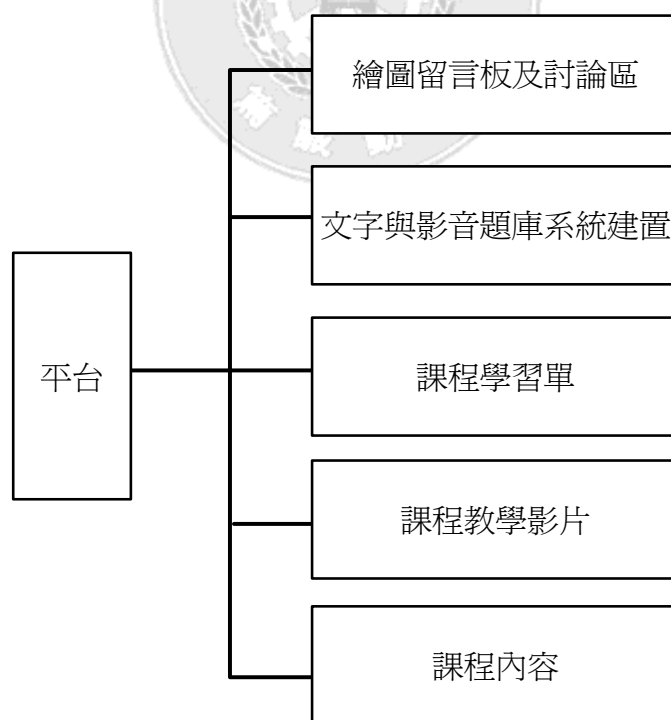 繪圖留言板及討論區
文字與影音題庫系統建置
平台
課程學習單
課程教學影片
課程內容